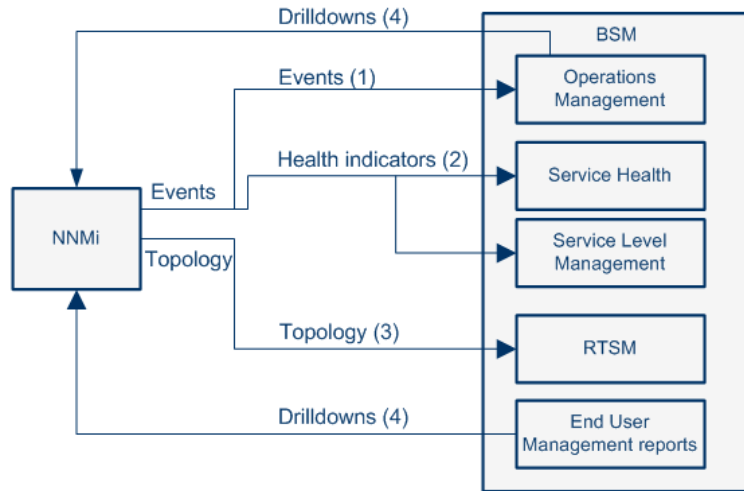 Drilldowns (4)
BSM
Events (1)
Operations
Management
Health indicators (2)
Service Health
Events
NNMi
Topology
Service Level
Management
Topology (3)
RTSM
Drilldowns (4)
End User
Management reports